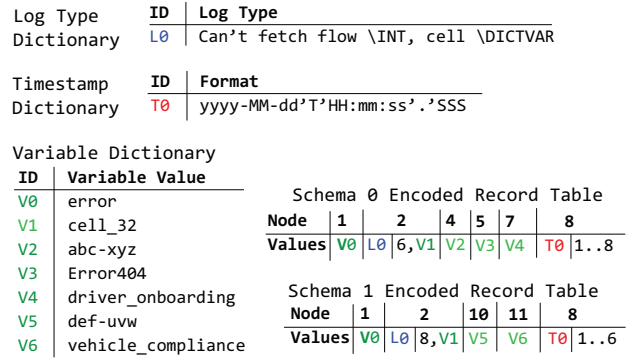 Log Type Dictionary
ID Log Type
L0 Can't fetch flow \INT, cell \DICTVAR
Timestamp Dictionary
ID Format
T0 yyyy-MM-dd'T'HH:mm:ss'.'SSS
Variable Dictionary
ID Variable Value
V0 error
V1 cell_32
V2 abc-xyz
V3 Error404
V4 driver_onboarding
V5 def-uvw
V6 vehicle_compliance
Schema 0 Encoded Record Table
Node 1 2 4 5 7 8
Values V0 L0 6,V1 V2 V3 V4 T0 1..8
Schema 1 Encoded Record Table
Node 1 2 10 11 8
Values V0 L0 8,V1 V5 V6 T0 1..6